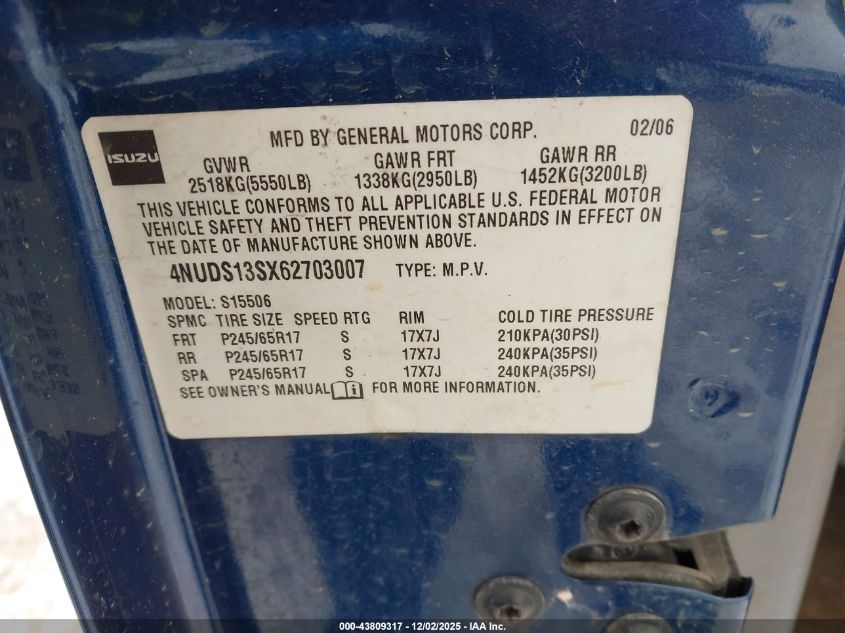 ISUZU
MFD BY GENERAL MOTORS CORP. 02/06
GVWR GAWR FRT GAWR RR
2518KG(5550LB) 1338KG(2950LB) 1452KG(3200LB)
THIS VEHICLE CONFORMS TO ALL APPLICABLE U.S. FEDERAL MOTOR
VEHICLE SAFETY AND THEFT PREVENTION STANDARDS IN EFFECT ON
THE DATE OF MANUFACTURE SHOWN ABOVE.
4NUDS13SX62703007 TYPE: M.P.V.
MODEL: S15506
SPMC TIRE SIZE SPEED RTG RIM COLD TIRE PRESSURE
FRT P245/65R17 S 17X7J 210KPA(30PSI)
RR P245/65R17 S 17X7J 240KPA(35PSI)
SPA P245/65R17 S 17X7J 240KPA(35PSI)
SEE OWNER'S MANUAL FOR MORE INFORMATION.
000-43809317 - 12/02/2025 - IAA Inc.